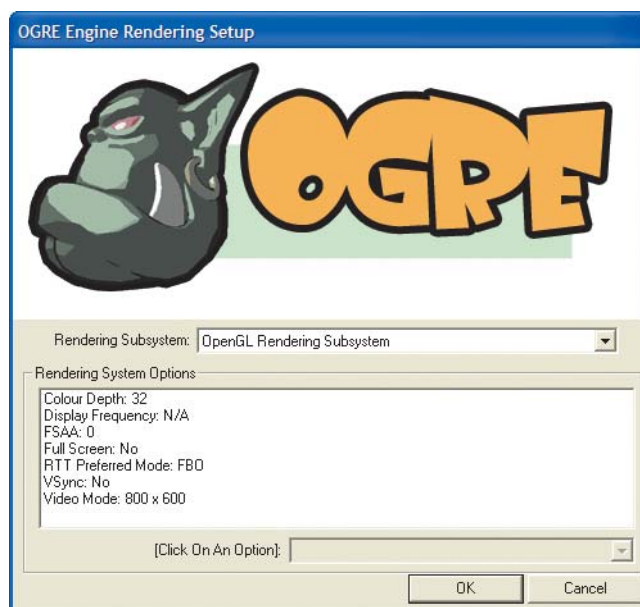 OGRE Engine Rendering Setup
OGRE
Rendering Subsystem: OpenGL Rendering Subsystem
Rendering System Options
Colour Depth: 32
Display Frequency: N/A
FSAA: 0
Full Screen: No
RTT Preferred Mode: FBO
VSync: No
Video Mode: 800 x 600
[Click On An Option]:
OK Cancel